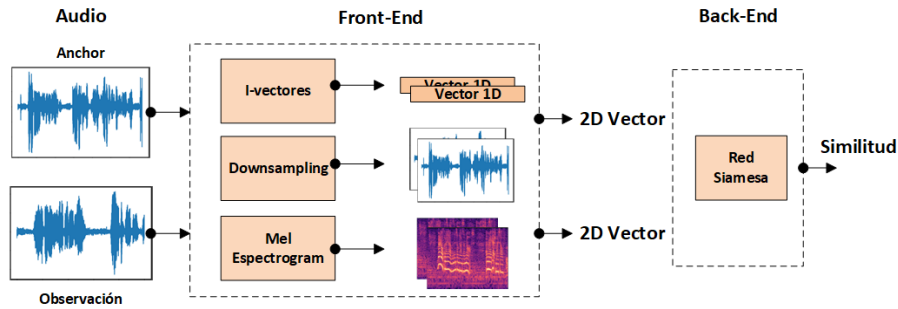 Audio
Front-End
Back-End
Anchor
Observación
I-vectores
Vector 1D
Vector 1D
Downsampling
Mel
Espectrogram
2D Vector
2D Vector
Red
Siamesa
Similitud